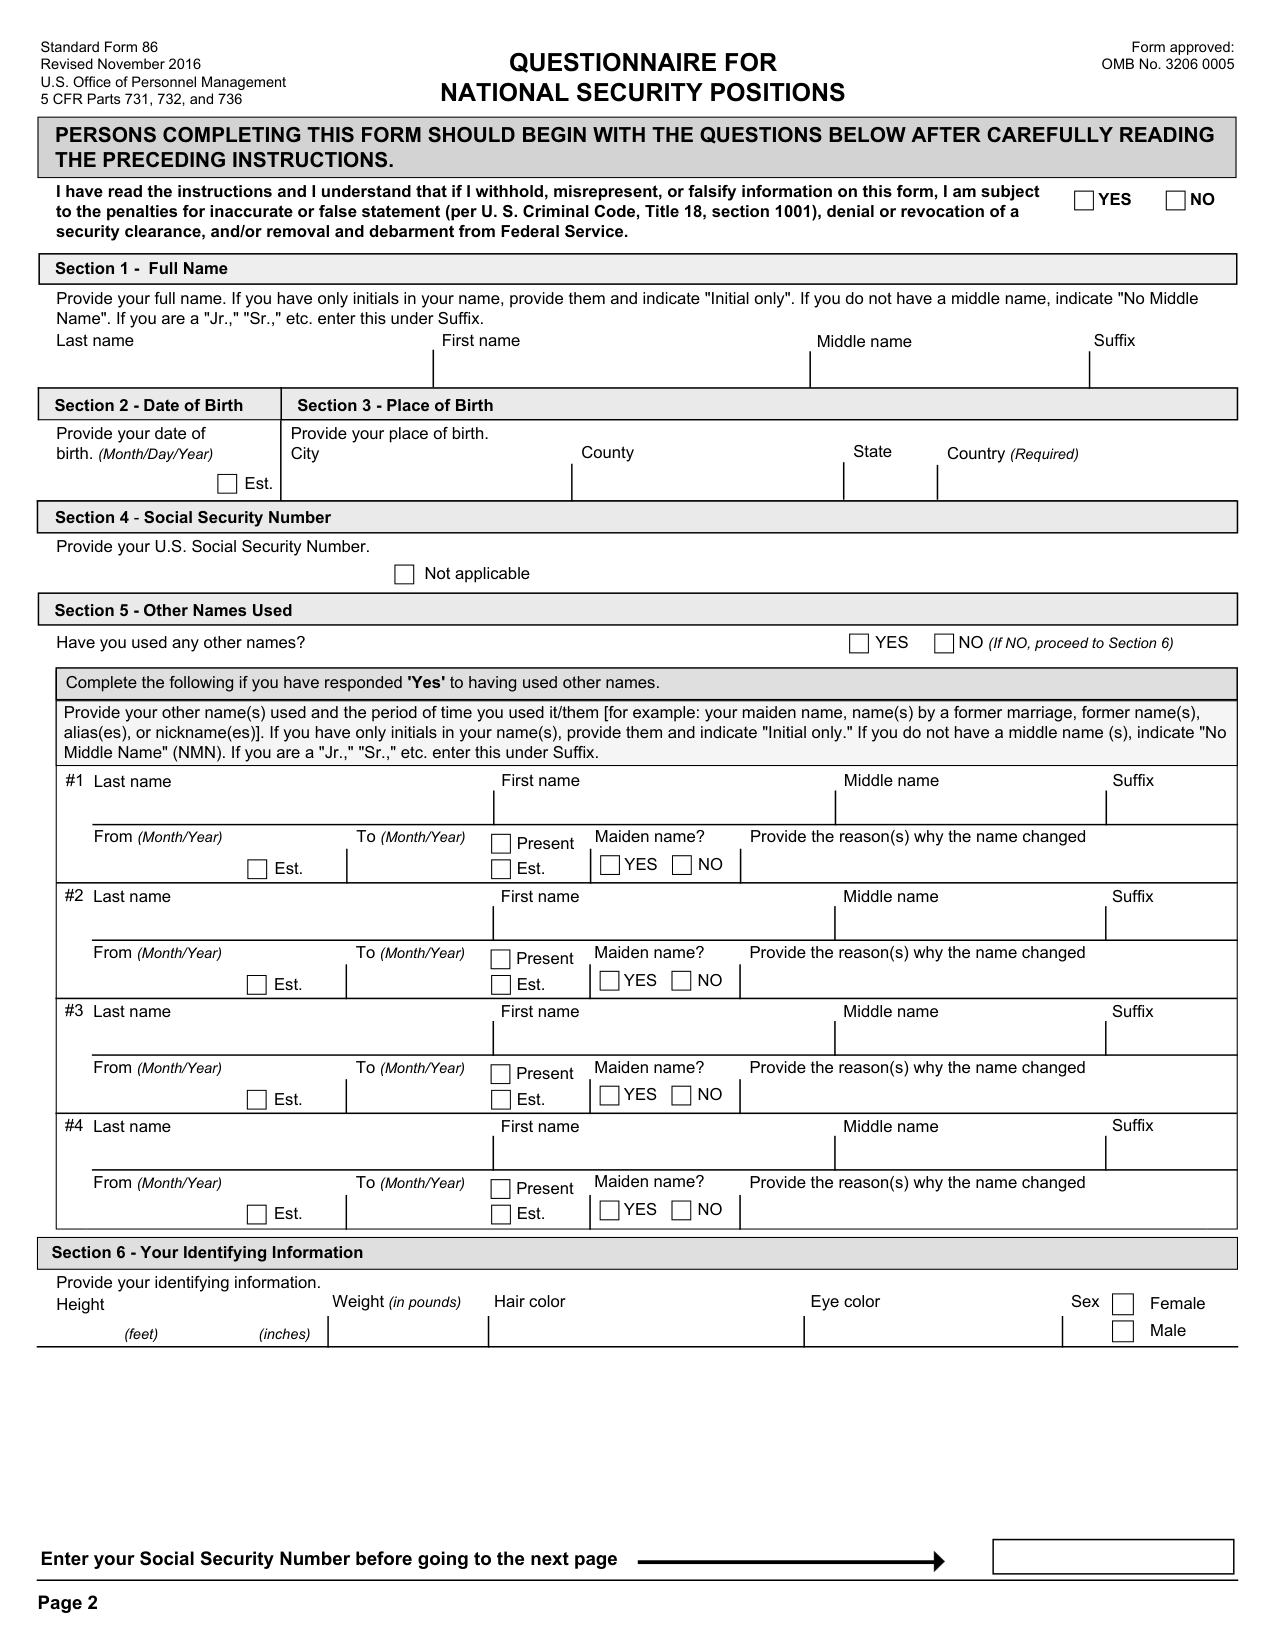 Standard Form 86
Revised November 2016
U.S. Office of Personnel Management
5 CFR Parts 731, 732, and 736
QUESTIONNAIRE FOR
NATIONAL SECURITY POSITIONS
Form approved:
OMB No. 3206 0005
PERSONS COMPLETING THIS FORM SHOULD BEGIN WITH THE QUESTIONS BELOW AFTER CAREFULLY READING
THE PRECEDING INSTRUCTIONS.
I have read the instructions and I understand that if I withhold, misrepresent, or falsify information on this form, I am subject
to the penalties for inaccurate or false statement (per U. S. Criminal Code, Title 18, section 1001), denial or revocation of a
security clearance, and/or removal and debarment from Federal Service.
YES NO
Section 1 - Full Name
Provide your full name. If you have only initials in your name, provide them and indicate "Initial only". If you do not have a middle name, indicate "No Middle
Name". If you are a "Jr.," "Sr.," etc. enter this under Suffix.
Last name First name Middle name Suffix
Section 2 - Date of Birth Section 3 - Place of Birth
Provide your date of
birth. (Month/Day/Year)
Est.
Provide your place of birth.
City County State Country (Required)
Section 4 - Social Security Number
Provide your U.S. Social Security Number.
Not applicable
Section 5 - Other Names Used
Have you used any other names? YES NO (If NO, proceed to Section 6)
Complete the following if you have responded 'Yes' to having used other names.
Provide your other name(s) used and the period of time you used it/them [for example: your maiden name, name(s) by a former marriage, former name(s),
alias(es), or nickname(es)]. If you have only initials in your name(s), provide them and indicate "Initial only." If you do not have a middle name (s), indicate "No
Middle Name" (NMN). If you are a "Jr.," "Sr.," etc. enter this under Suffix.
#1 Last name First name Middle name Suffix
From (Month/Year) To (Month/Year) Present Maiden name? Provide the reason(s) why the name changed
Est. Est. YES NO
#2 Last name First name Middle name Suffix
From (Month/Year) To (Month/Year) Present Maiden name? Provide the reason(s) why the name changed
Est. Est. YES NO
#3 Last name First name Middle name Suffix
From (Month/Year) To (Month/Year) Present Maiden name? Provide the reason(s) why the name changed
Est. Est. YES NO
#4 Last name First name Middle name Suffix
From (Month/Year) To (Month/Year) Present Maiden name? Provide the reason(s) why the name changed
Est. Est. YES NO
Section 6 - Your Identifying Information
Provide your identifying information.
Height Weight (in pounds) Hair color Eye color Sex Female
(feet) (inches) Male
Enter your Social Security Number before going to the next page
Page 2